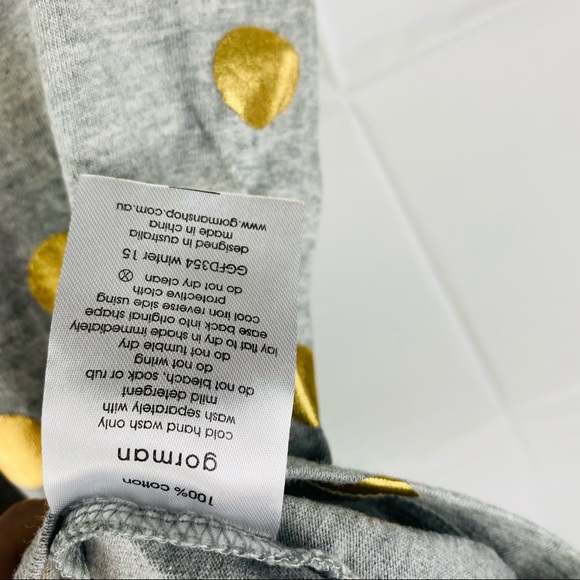 100% cotton
gorman
cold hand wash only
wash separately with
mild detergent
do not bleach, soak or rub
do not wring
do not tumble dry
lay flat to dry in shade immediately
ease back into original shape
cool iron reverse side using
protective cloth
do not dry clean
GGFD354 winter 15
designed in australia
made in china
www.gormanshop.com.au